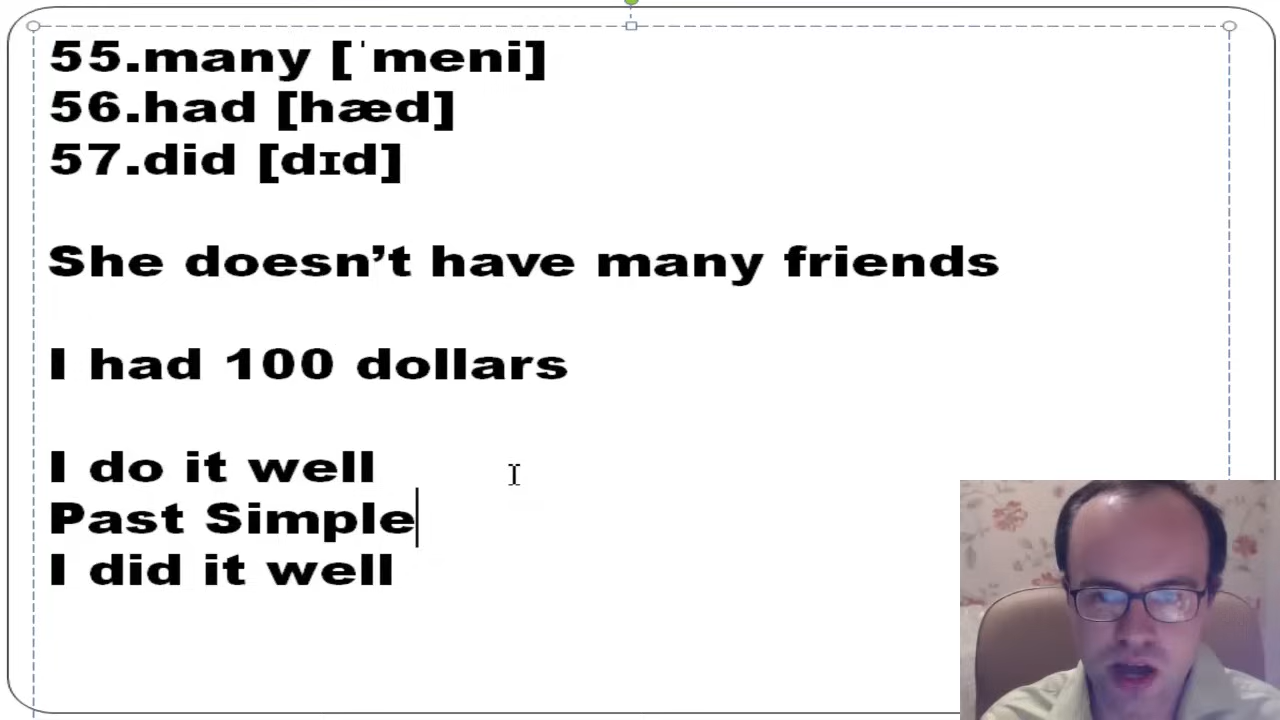 55.many [ˈmeni]
56.had [hæd]
57.did [dɪd]
She doesn’t have many friends
I had 100 dollars
I do it well
Past Simple
I did it well